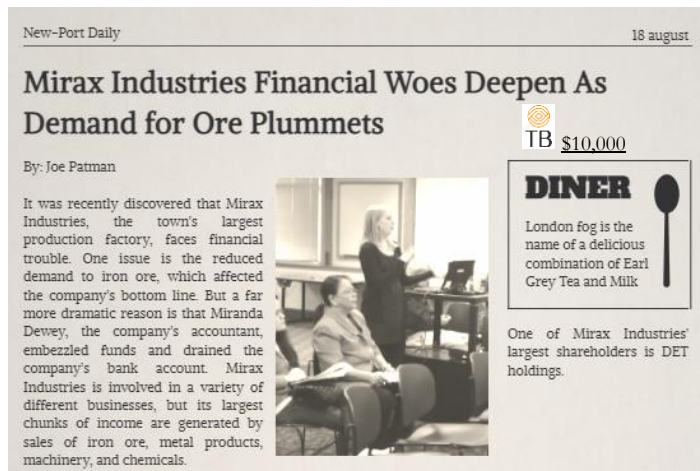 New-Port Daily
18 august
Mirax Industries Financial Woes Deepen As
Demand for Ore Plummets
TB $10,000
By: Joe Patman
It was recently discovered that Mirax
Industries, the town's largest
production factory, faces financial
trouble. One issue is the reduced
demand to iron ore, which affected
the company's bottom line. But a far
more dramatic reason is that Miranda
Dewey, the company's accountant,
embezzled funds and drained the
company's bank account. Mirax
Industries is involved in a variety of
different businesses, but its largest
chunks of income are generated by
sales of iron ore, metal products,
machinery, and chemicals.
DINER
London fog is the
name of a delicious
combination of Earl
Grey Tea and Milk
One of Mirax Industries'
largest shareholders is DET
holdings.